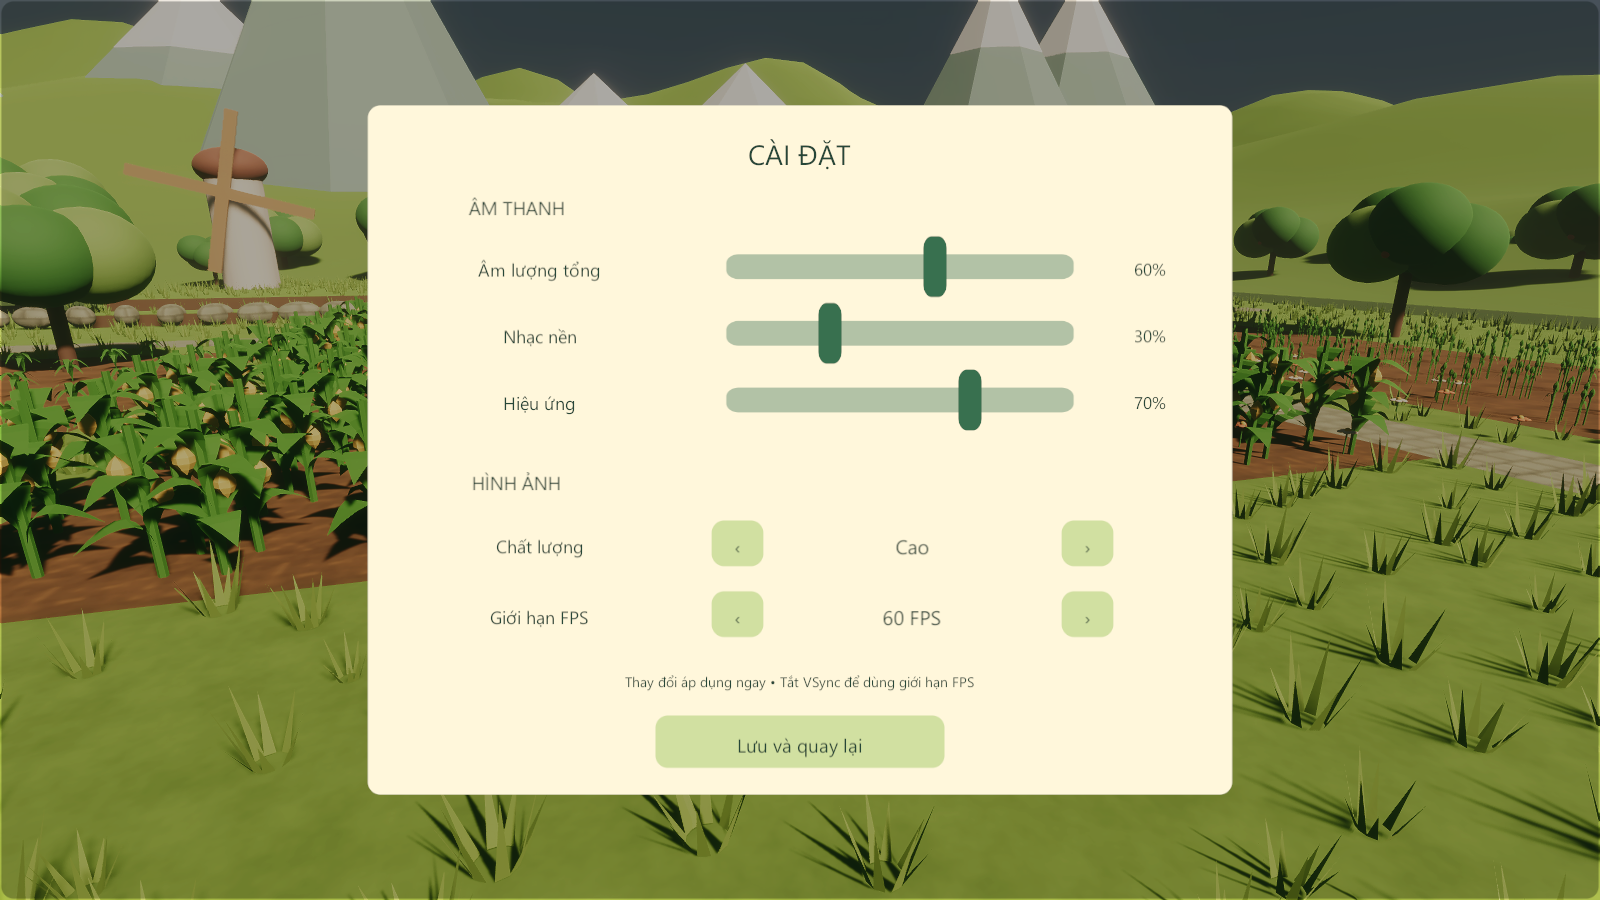 CÀI ĐẶT
ÂM THANH
Âm lượng tổng 60%
Nhạc nền 30%
Hiệu ứng 70%
HÌNH ẢNH
Chất lượng ‹ Cao ›
Giới hạn FPS ‹ 60 FPS ›
Thay đổi áp dụng ngay • Tắt VSync để dùng giới hạn FPS
Lưu và quay lại